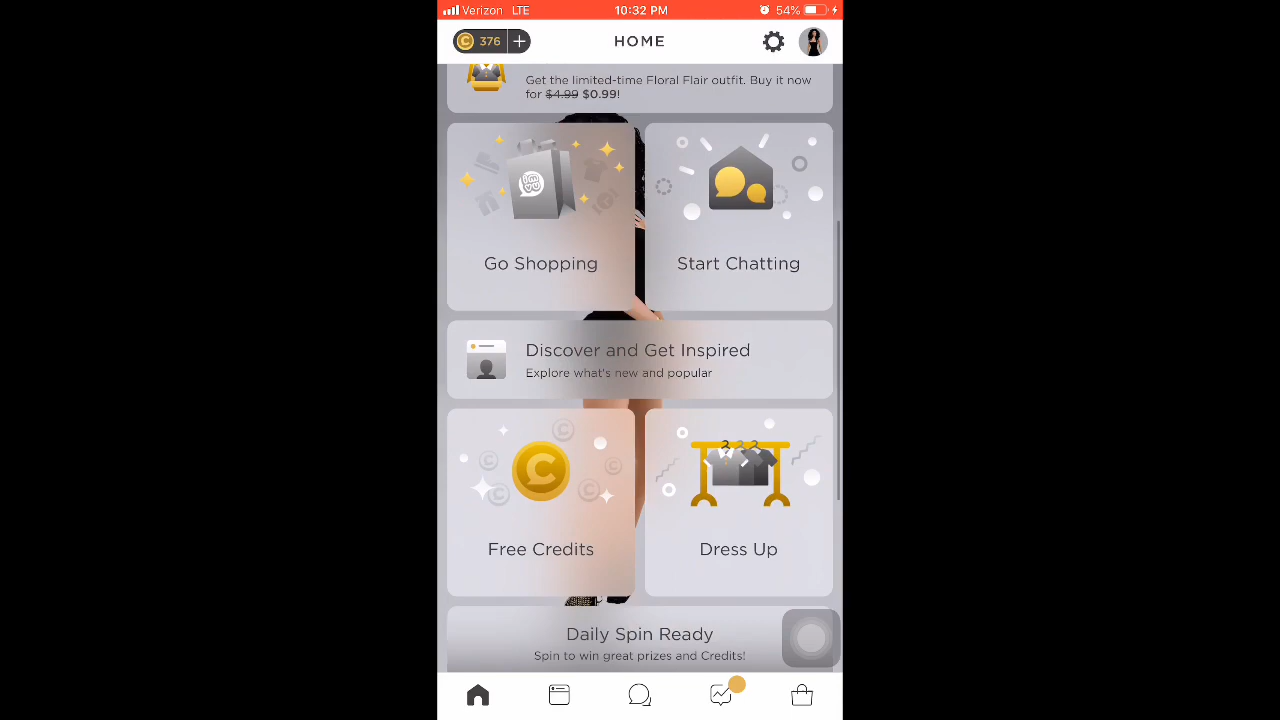 Verizon LTE 10:32 PM 54%
376 + HOME
Get the limited-time Floral Flair outfit. Buy it now
for $4.99 $0.99!
imvu
Go Shopping
Start Chatting
Discover and Get Inspired
Explore what's new and popular
Free Credits
Dress Up
Daily Spin Ready
Spin to win great prizes and Credits!